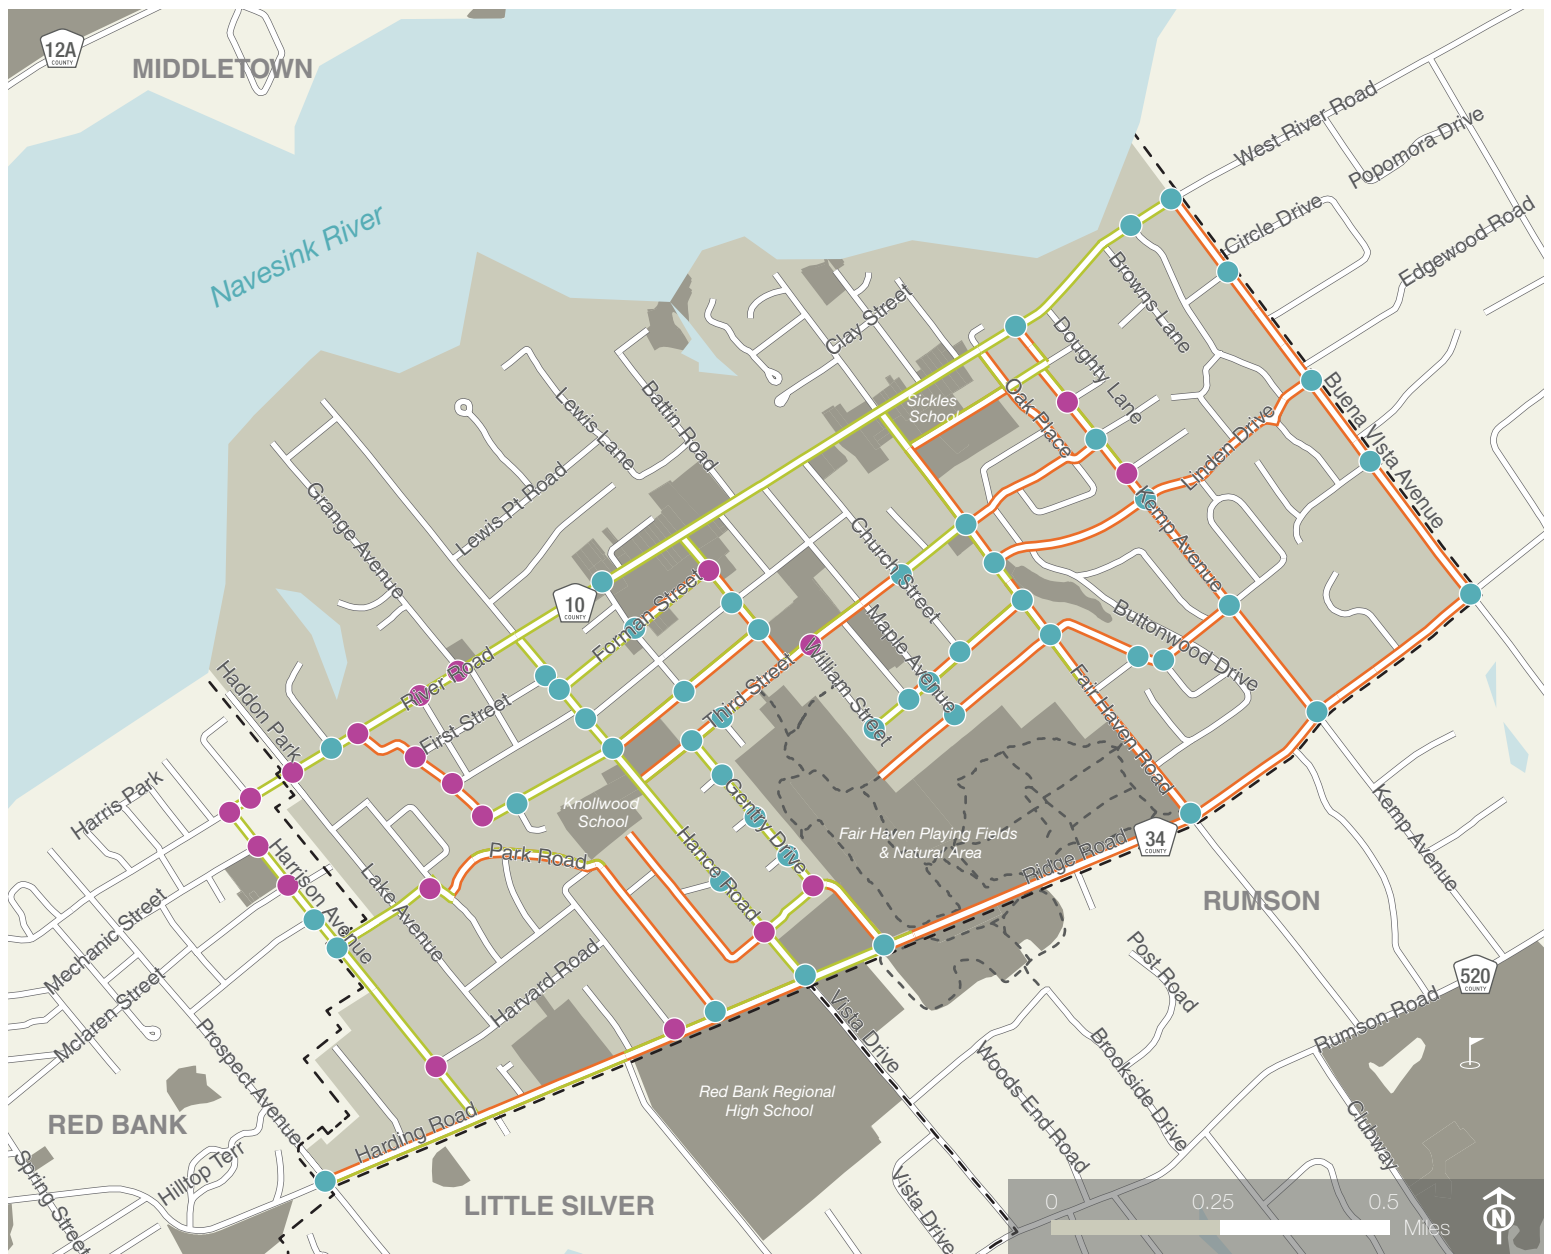 12A
COUNTY
MIDDLETOWN
Navesink River
West River Road
Popomora Drive
Circle Drive
Edgewood Road
Browns Lane
Clay Street
Doughty Lane
Buena VIsta Avenue
Oak Place
Sickles
School
Linden Drive
Lewis Lane
Battin Road
Lewis Pt Road
Grange Avenue
Kemp Avenue
Church Street
10
COUNTY
Forman Street
Maple Avenue
Buttonwood Drive
William Street
River Road
Third Street
First Street
Haddon Park
Fair Haven Road
Harris Park
Knollwood
School
Gentry Drive
Fair Haven Playing Fields
& Natural Area
Kemp Avenue
34
COUNTY
Ridge Road
Hance Road
Harrison Avenue
Park Road
Lake Avenue
RUMSON
Mechanic Street
Harvard Road
Post Road
520
COUNTY
Mclaren Street
Prospect Avenue
Vista Drive
Rumson Road
Brookside Drive
Woods End Road
Red Bank Regional
High School
RED BANK
Harding Road
Hilltop Terr
Clubway
Spring Street
LITTLE SILVER
Vista Drive
0
0.25
0.5
Miles
N